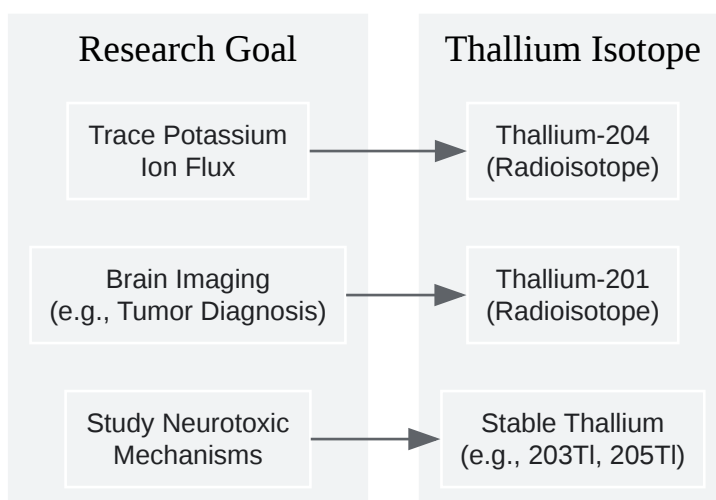 Research Goal
Thallium Isotope
Trace Potassium
Ion Flux
Thallium-204
(Radioisotope)
Brain Imaging
(e.g., Tumor Diagnosis)
Thallium-201
(Radioisotope)
Study Neurotoxic
Mechanisms
Stable Thallium
(e.g., 203Tl, 205Tl)